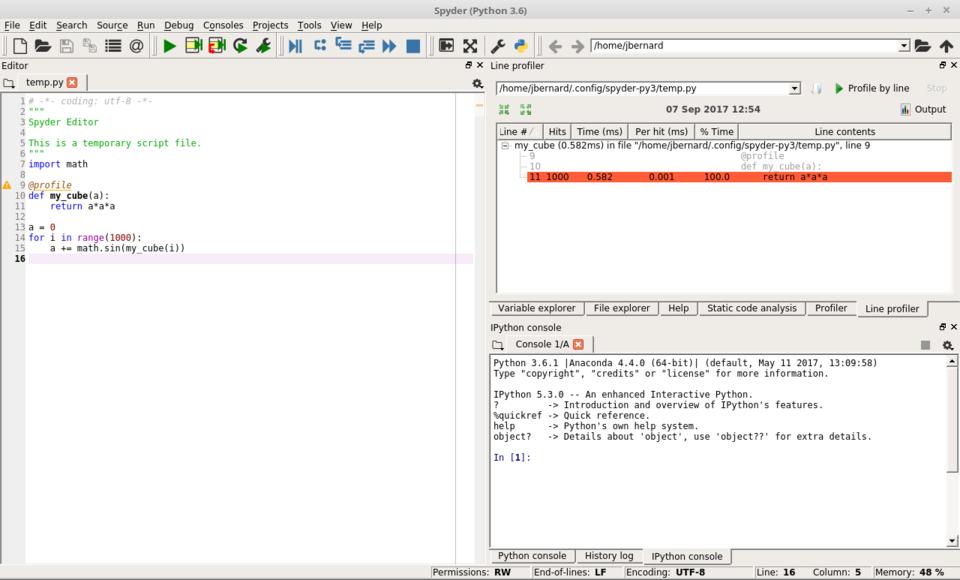 Spyder (Python 3.6)
File Edit Search Source Run Debug Consoles Projects Tools View Help
/home/jbernard
Editor
temp.py
1 # -*- coding: utf-8 -*-
2 """
3 Spyder Editor
4
5 This is a temporary script file.
6 """
7 import math
8
9 @profile
10 def my_cube(a):
11     return a*a*a
12
13 a = 0
14 for i in range(1000):
15     a += math.sin(my_cube(i))
16
Line profiler
/home/jbernard/.config/spyder-py3/temp.py Profile by line Stop
07 Sep 2017 12:54 Output
Line # Hits Time (ms) Per hit (ms) % Time Line contents
my_cube (0.582ms) in file "/home/jbernard/.config/spyder-py3/temp.py", line 9
9 @profile
10 def my_cube(a):
11 1000 0.582 0.001 100.0 return a*a*a
Variable explorer File explorer Help Static code analysis Profiler Line profiler
IPython console
Console 1/A
Python 3.6.1 |Anaconda 4.4.0 (64-bit)| (default, May 11 2017, 13:09:58)
Type "copyright", "credits" or "license" for more information.
IPython 5.3.0 -- An enhanced Interactive Python.
? -> Introduction and overview of IPython's features.
%quickref -> Quick reference.
help -> Python's own help system.
object? -> Details about 'object', use 'object??' for extra details.
In [1]:
Python console History log IPython console
Permissions: RW End-of-lines: LF Encoding: UTF-8 Line: 16 Column: 5 Memory: 48 %